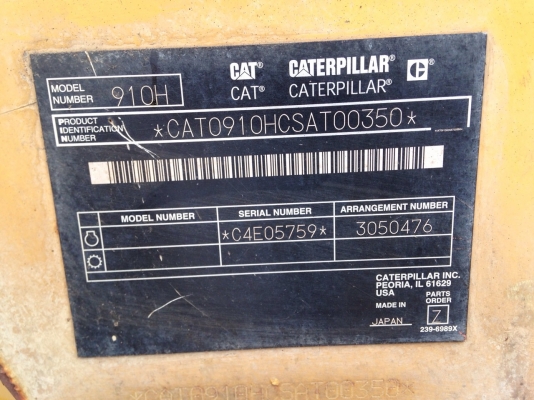 CAT® CATERPILLAR® C®
CAT® CATERPILLAR®
MODEL NUMBER 910H
PRODUCT IDENTIFICATION NUMBER *CAT0910HCSAT00350*
MODEL NUMBER SERIAL NUMBER ARRANGEMENT NUMBER
*C4E05759* 3050476
CATERPILLAR INC.
PEORIA, IL 61629
USA
PARTS
MADE IN ORDER
JAPAN Z
239-6989X
*CAT0910HCSAT00350*